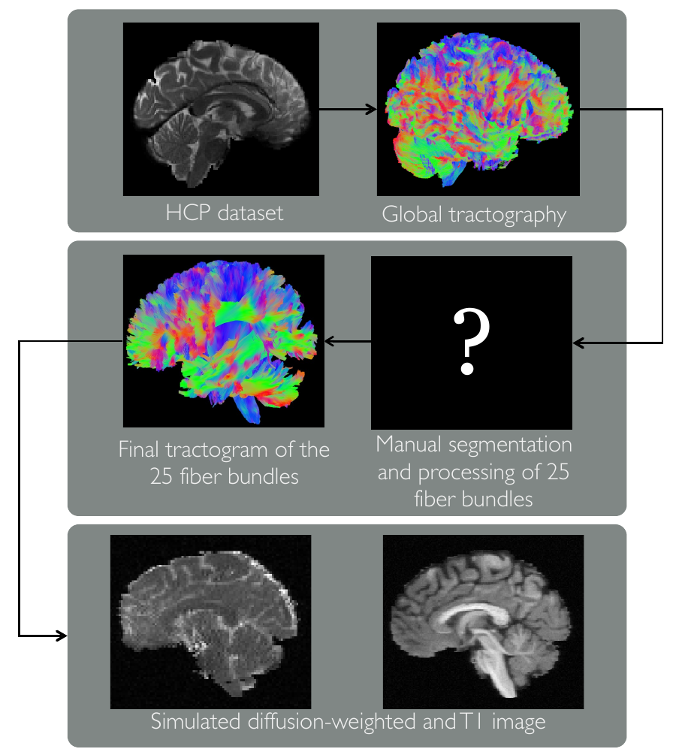 HCP dataset
Global tractography
?
Final tractogram of the
25 fiber bundles
Manual segmentation
and processing of 25
fiber bundles
Simulated diffusion-weighted and T1 image